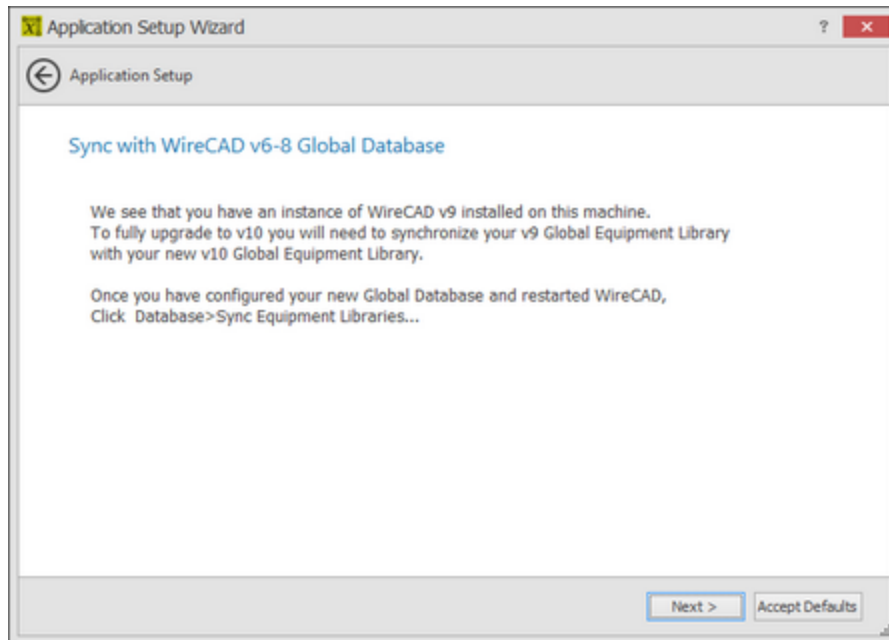 Application Setup Wizard
?
Application Setup
Sync with WireCAD v6-8 Global Database
We see that you have an instance of WireCAD v9 installed on this machine.
To fully upgrade to v10 you will need to synchronize your v9 Global Equipment Library
with your new v10 Global Equipment Library.
Once you have configured your new Global Database and restarted WireCAD,
Click  Database>Sync Equipment Libraries...
Next >
Accept Defaults